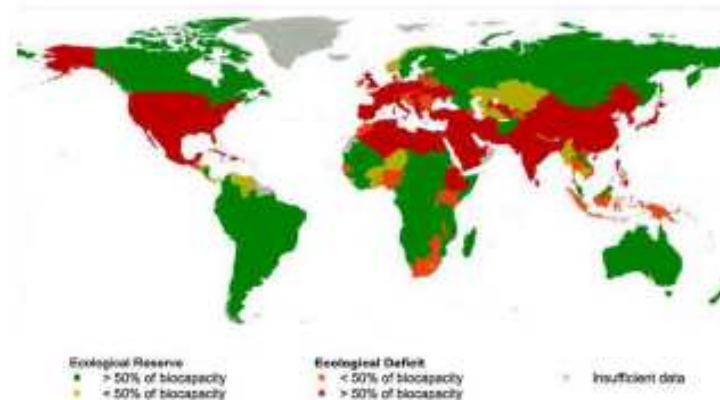 Ecological Reserve
> 50% of biocapacity
< 50% of biocapacity
Ecological Deficit
< 50% of biocapacity
> 50% of biocapacity
Insufficient data